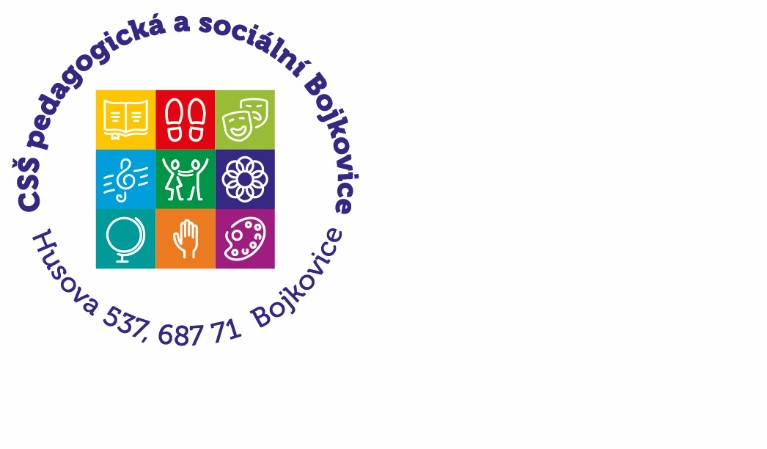 CSŠ pedagogická a sociální Bojkovice
Husova 537, 687 71 Bojkovice